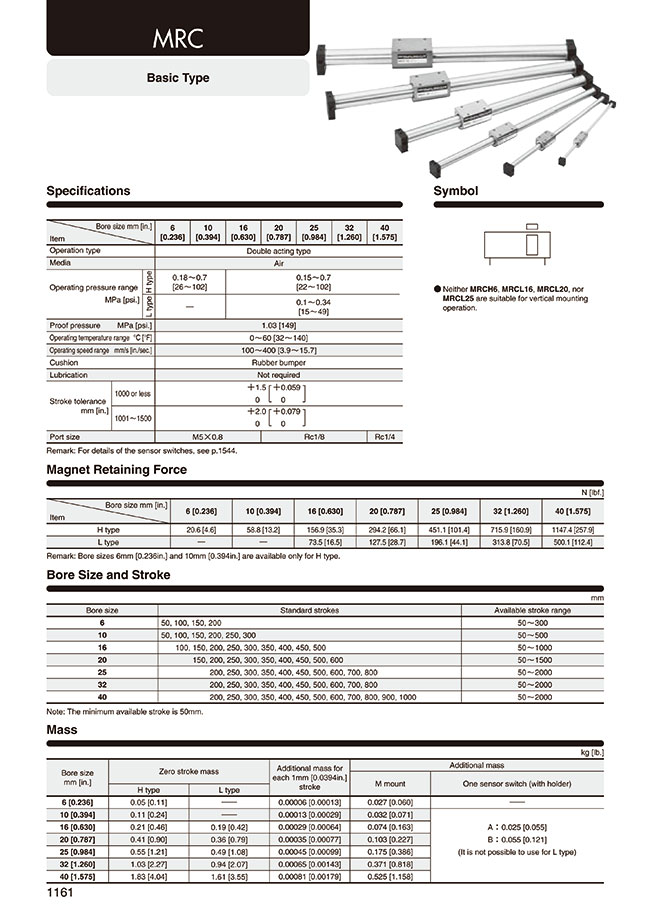 MRC
Basic Type
Specifications
Bore size mm [in.] 6 10 16 20 25 32 40
Item [0.236] [0.394] [0.630] [0.787] [0.984] [1.260] [1.575]
Operation type Double acting type
Media Air
Operating pressure range MPa [psi.] H type 0.18～0.7 [26～102] 0.15～0.7 [22～102]
L type — 0.1～0.34 [15～49]
Proof pressure MPa [psi.] 1.03 [149]
Operating temperature range °C [°F] 0～60 [32～140]
Operating speed range mm/s [in./sec.] 100～400 [3.9～15.7]
Cushion Rubber bumper
Lubrication Not required
Stroke tolerance mm [in.] 1000 or less +1.5 [+0.059
0 0 ]
1001～1500 +2.0 [+0.079
0 0 ]
Port size M5×0.8 Rc1/8 Rc1/4
Remark: For details of the sensor switches, see p.1544.
Symbol
● Neither MRCH6, MRCL16, MRCL20, nor
MRCL25 are suitable for vertical mounting
operation.
Magnet Retaining Force
N [lbf.]
Item Bore size mm [in.] 6 [0.236] 10 [0.394] 16 [0.630] 20 [0.787] 25 [0.984] 32 [1.260] 40 [1.575]
H type 20.6 [4.6] 58.8 [13.2] 156.9 [35.3] 294.2 [66.1] 451.1 [101.4] 715.9 [160.9] 1147.4 [257.9]
L type — — 73.5 [16.5] 127.5 [28.7] 196.1 [44.1] 313.8 [70.5] 500.1 [112.4]
Remark: Bore sizes 6mm [0.236in.] and 10mm [0.394in.] are available only for H type.
Bore Size and Stroke
mm
Bore size Standard strokes Available stroke range
6 50, 100, 150, 200 50～300
10 50, 100, 150, 200, 250, 300 50～500
16 100, 150, 200, 250, 300, 350, 400, 450, 500 50～1000
20 150, 200, 250, 300, 350, 400, 450, 500, 600 50～1500
25 200, 250, 300, 350, 400, 450, 500, 600, 700, 800 50～2000
32 200, 250, 300, 350, 400, 450, 500, 600, 700, 800 50～2000
40 200, 250, 300, 350, 400, 450, 500, 600, 700, 800, 900, 1000 50～2000
Note: The minimum available stroke is 50mm.
Mass
kg [lb.]
Bore size mm [in.] Zero stroke mass Additional mass for each 1mm [0.0394in.] stroke Additional mass
H type L type M mount One sensor switch (with holder)
6 [0.236] 0.05 [0.11] —— 0.00006 [0.00013] 0.027 [0.060] ——
10 [0.394] 0.11 [0.24] —— 0.00013 [0.00029] 0.032 [0.071]
16 [0.630] 0.21 [0.46] 0.19 [0.42] 0.00029 [0.00064] 0.074 [0.163] A：0.025 [0.055]
20 [0.787] 0.41 [0.90] 0.36 [0.79] 0.00035 [0.00077] 0.103 [0.227] B：0.055 [0.121]
25 [0.984] 0.55 [1.21] 0.49 [1.08] 0.00045 [0.00099] 0.175 [0.386] (It is not possible to use for L type)
32 [1.260] 1.03 [2.27] 0.94 [2.07] 0.00065 [0.00143] 0.371 [0.818]
40 [1.575] 1.83 [4.04] 1.61 [3.55] 0.00081 [0.00179] 0.525 [1.158]
1161